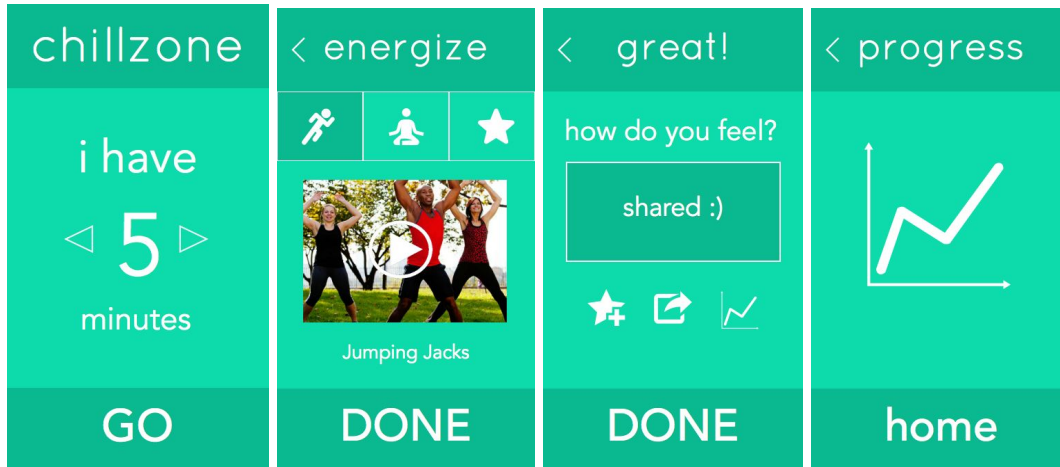 chillzone
i have
5
minutes
GO
energize
Jumping Jacks
DONE
great!
how do you feel?
shared :)
DONE
progress
home